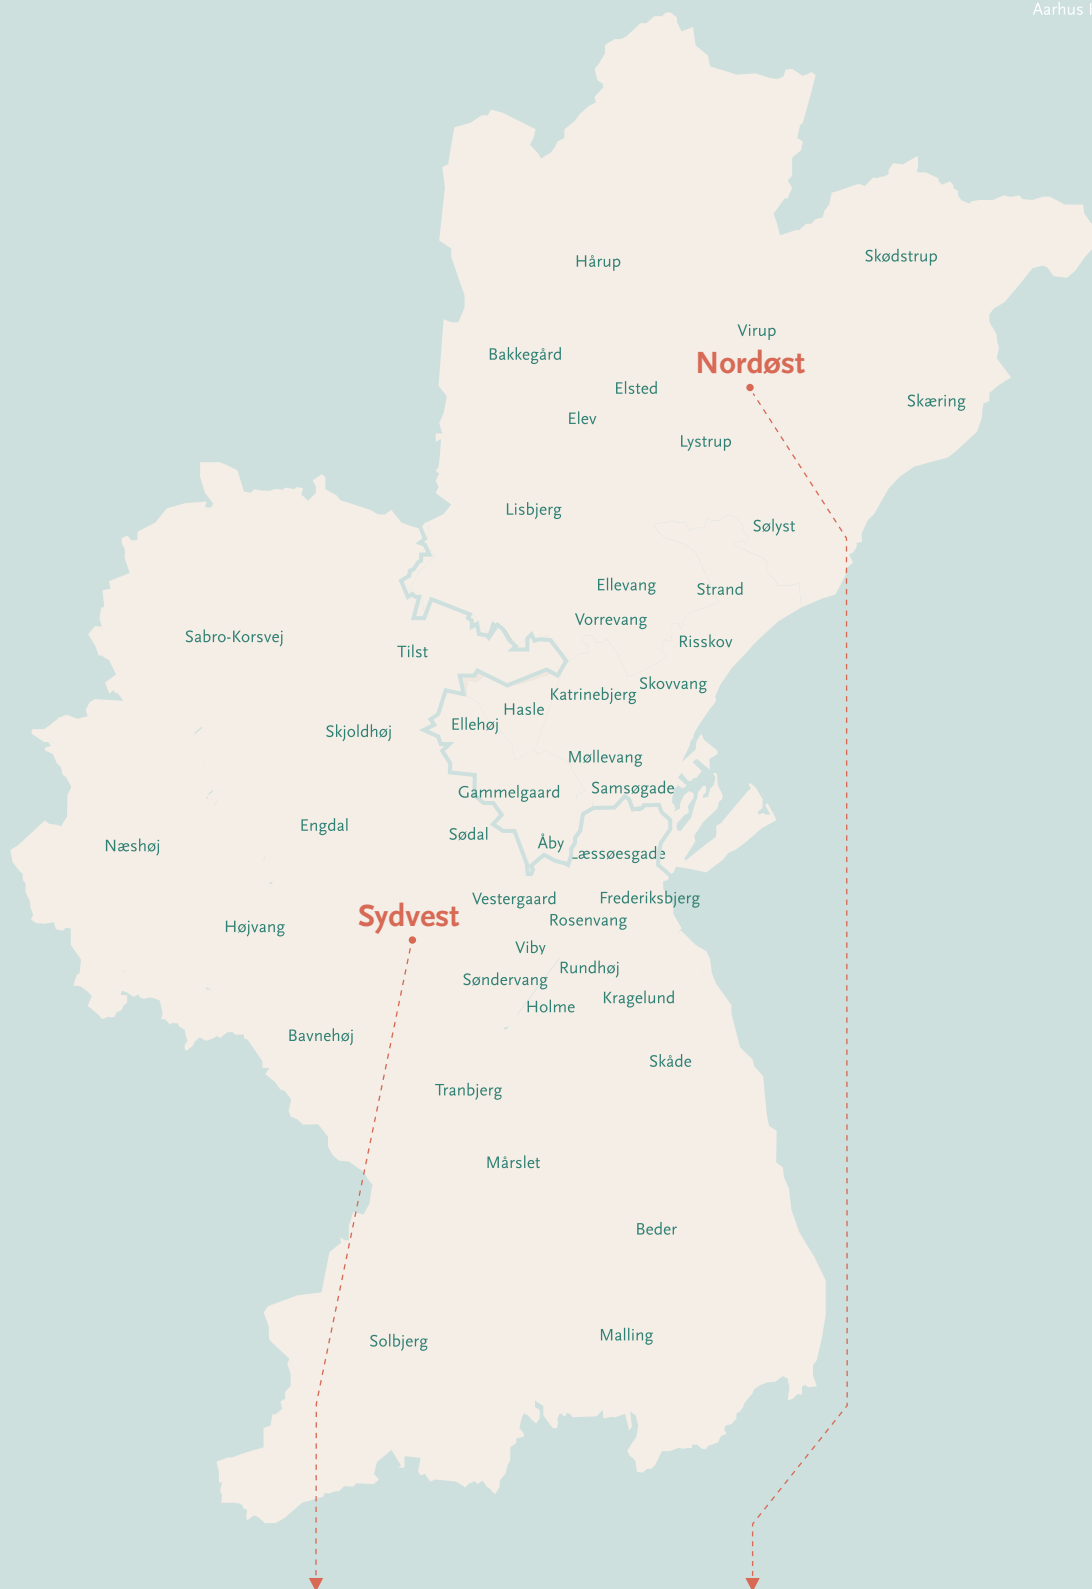 Aarhus
Hårup
Skødstrup
Virup
Bakkegård
Nordøst
Elsted
Skæring
Elev
Lystrup
Lisbjerg
Sølyst
Ellevang
Strand
Vorrevang
Sabro-Korsvej
Risskov
Tilst
Skovvang
Katrinebjerg
Hasle
Ellehøj
Skjoldhøj
Møllevang
Samsøgade
Gammelgaard
Engdal
Sødal
Åby
Næshøj
Læssøesgade
Vestergaard
Frederiksbjerg
Sydvest
Rosenvang
Højvang
Viby
Rundhøj
Søndervang
Kragelund
Holme
Bavnehøj
Skåde
Tranbjerg
Mårslet
Beder
Malling
Solbjerg